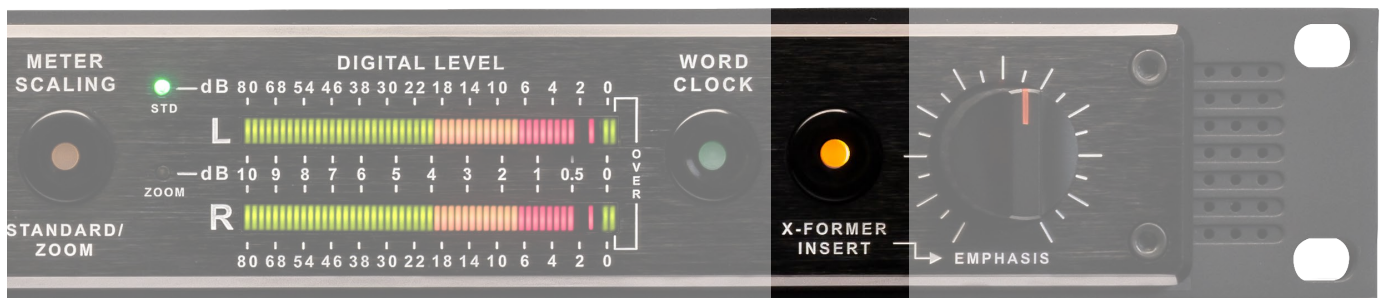 METER
SCALING
STANDARD/
ZOOM
STD
ZOOM
DIGITAL LEVEL
dB 80 68 54 46 38 30 22 18 14 10 6 4 2 0
L
dB 10 9 8 7 6 5 4 3 2 1 0.5 0
R
80 68 54 46 38 30 22 18 14 10 6 4 2 0
OVER
WORD
CLOCK
X-FORMER
INSERT
EMPHASIS